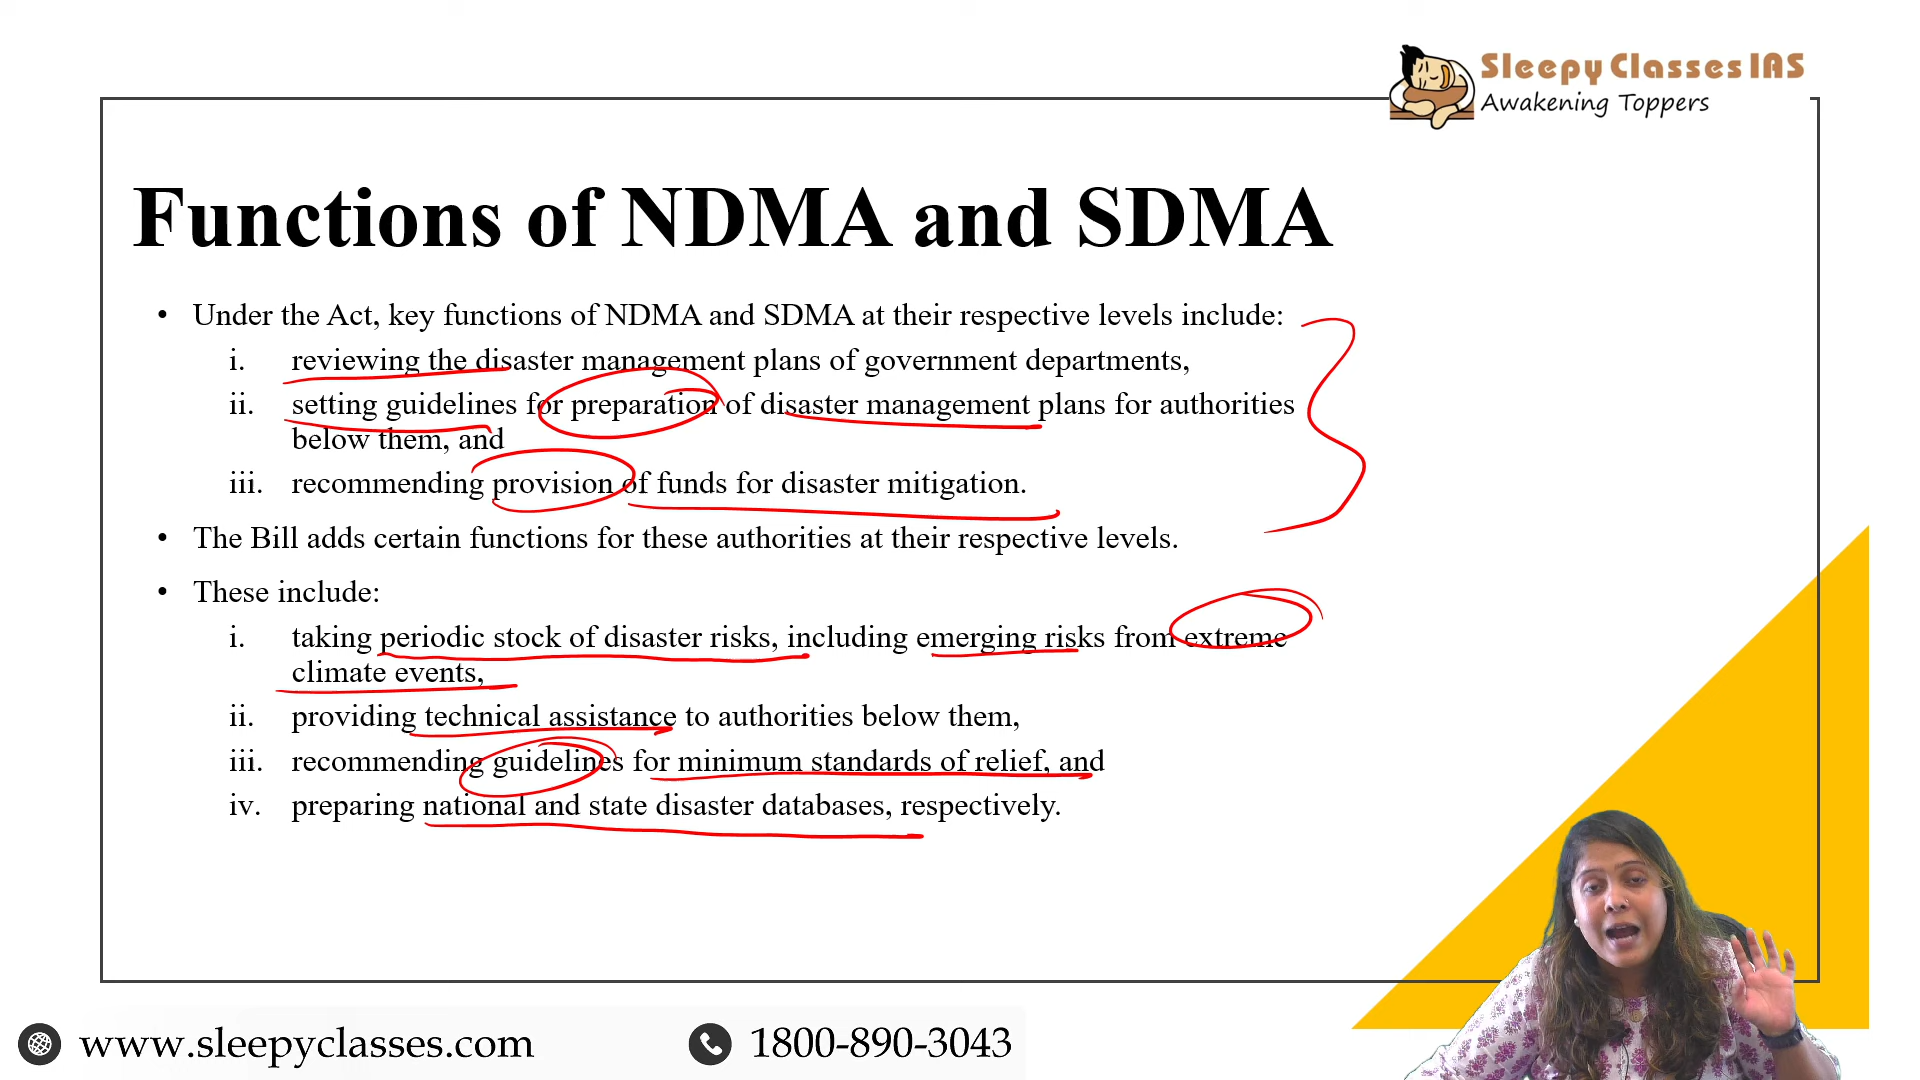 Sleepy Classes IAS
Awakening Toppers
Functions of NDMA and SDMA
• Under the Act, key functions of NDMA and SDMA at their respective levels include:
i. reviewing the disaster management plans of government departments,
ii. setting guidelines for preparation of disaster management plans for authorities
below them, and
iii. recommending provision of funds for disaster mitigation.
• The Bill adds certain functions for these authorities at their respective levels.
• These include:
i. taking periodic stock of disaster risks, including emerging risks from extreme
climate events,
ii. providing technical assistance to authorities below them,
iii. recommending guidelines for minimum standards of relief, and
iv. preparing national and state disaster databases, respectively.
www.sleepyclasses.com
1800-890-3043